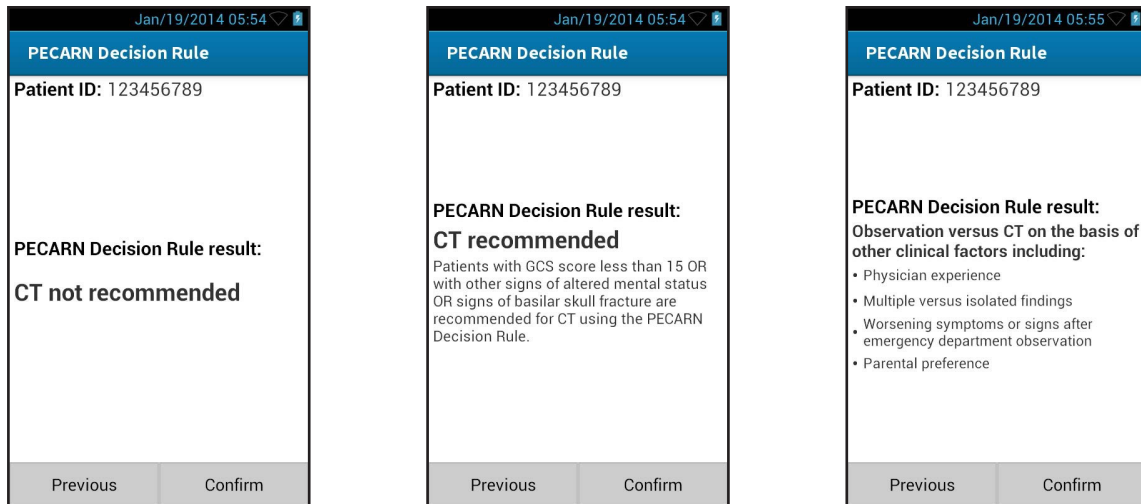 Jan/19/2014 05:54
PECARN Decision Rule
Patient ID: 123456789
PECARN Decision Rule result:
CT not recommended
Previous
Confirm
Jan/19/2014 05:54
PECARN Decision Rule
Patient ID: 123456789
PECARN Decision Rule result:
CT recommended
Patients with GCS score less than 15 OR
with other signs of altered mental status
OR signs of basilar skull fracture are
recommended for CT using the PECARN
Decision Rule.
Previous
Confirm
Jan/19/2014 05:55
PECARN Decision Rule
Patient ID: 123456789
PECARN Decision Rule result:
Observation versus CT on the basis of
other clinical factors including:
• Physician experience
• Multiple versus isolated findings
• Worsening symptoms or signs after
emergency department observation
• Parental preference
Previous
Confirm